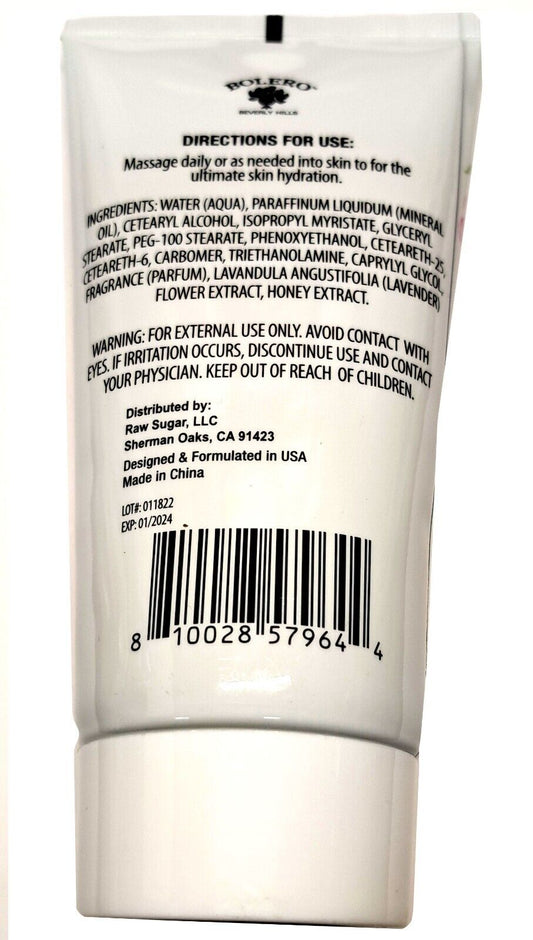 BOLERO
BEVERLY HILLS
DIRECTIONS FOR USE:
Massage daily or as needed into skin to for the
ultimate skin hydration.
INGREDIENTS: WATER (AQUA), PARAFFINUM LIQUIDUM (MINERAL
OIL), CETEARYL ALCOHOL, ISOPROPYL MYRISTATE, GLYCERYL
STEARATE, PEG-100 STEARATE, PHENOXYETHANOL, CETEARETH-25,
CETEARETH-6, CARBOMER, TRIETHANOLAMINE, CAPRYLYL GLYCOL,
FRAGRANCE (PARFUM), LAVANDULA ANGUSTIFOLIA (LAVENDER)
FLOWER EXTRACT, HONEY EXTRACT.
WARNING: FOR EXTERNAL USE ONLY. AVOID CONTACT WITH
EYES. IF IRRITATION OCCURS, DISCONTINUE USE AND CONTACT
YOUR PHYSICIAN. KEEP OUT OF REACH OF CHILDREN.
Distributed by:
Raw Sugar, LLC
Sherman Oaks, CA 91423
Designed & Formulated in USA
Made in China
LOT#: 011822
EXP: 01/2024
8 10028 57964 4